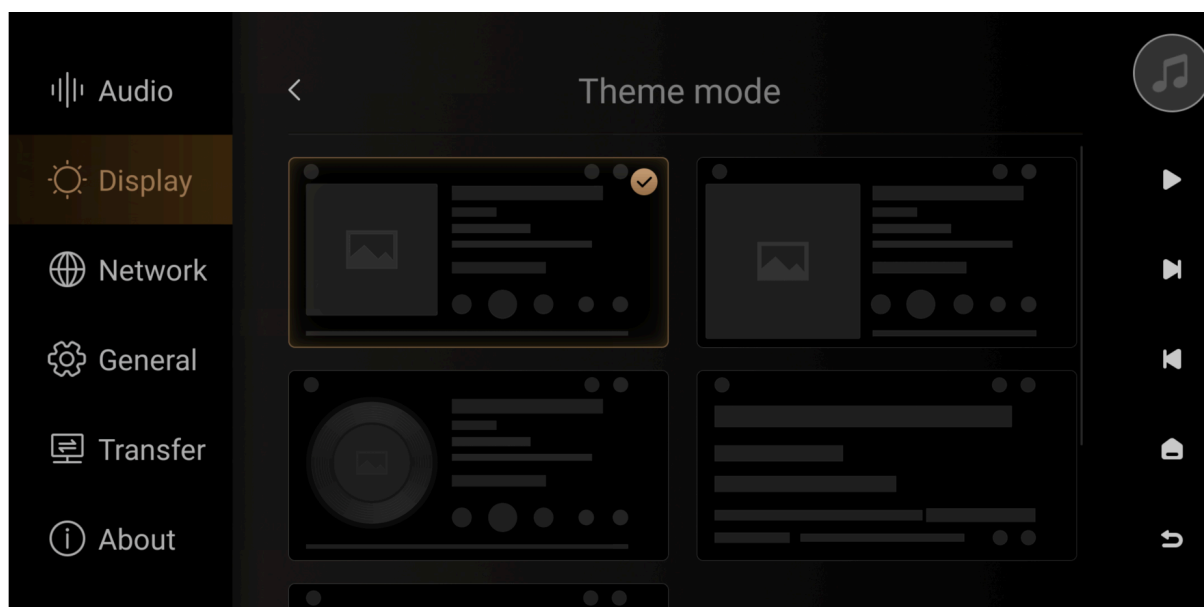 Audio
Theme mode
Display
Network
General
Transfer
About